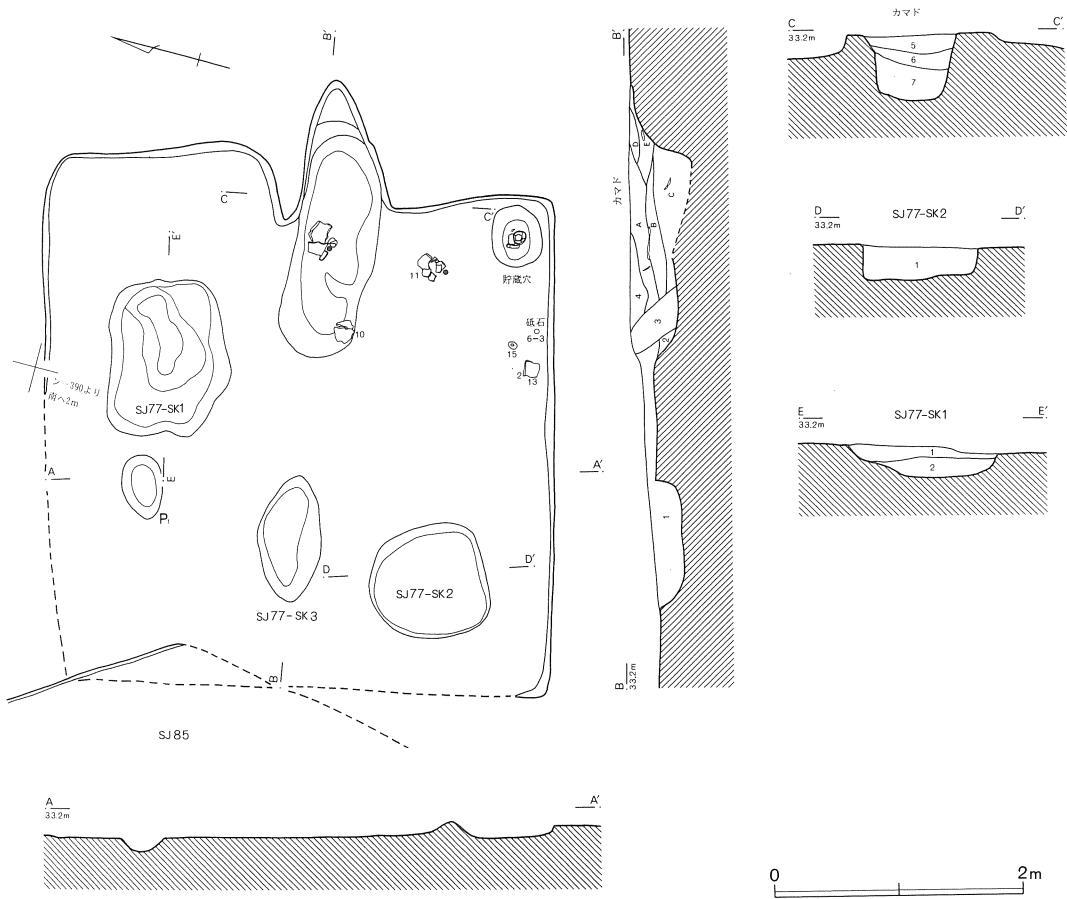 B′
C
C′
E′
11
10
貯蔵穴
砥石
6-3
15
2
13
ン-390より
南へ2m
SJ77-SK1
A
A′
E
P₁
D
D′
SJ77-SK3
SJ77-SK2
B
SJ85
A
33.2m
A′
B′
カマド
D
E
C
A
B
4
3
2
1
B
33.2m
カマド
C
33.2m
C′
5
6
7
SJ77-SK2
D
33.2m
D′
1
SJ77-SK1
E
33.2m
E′
1
2
0
2m